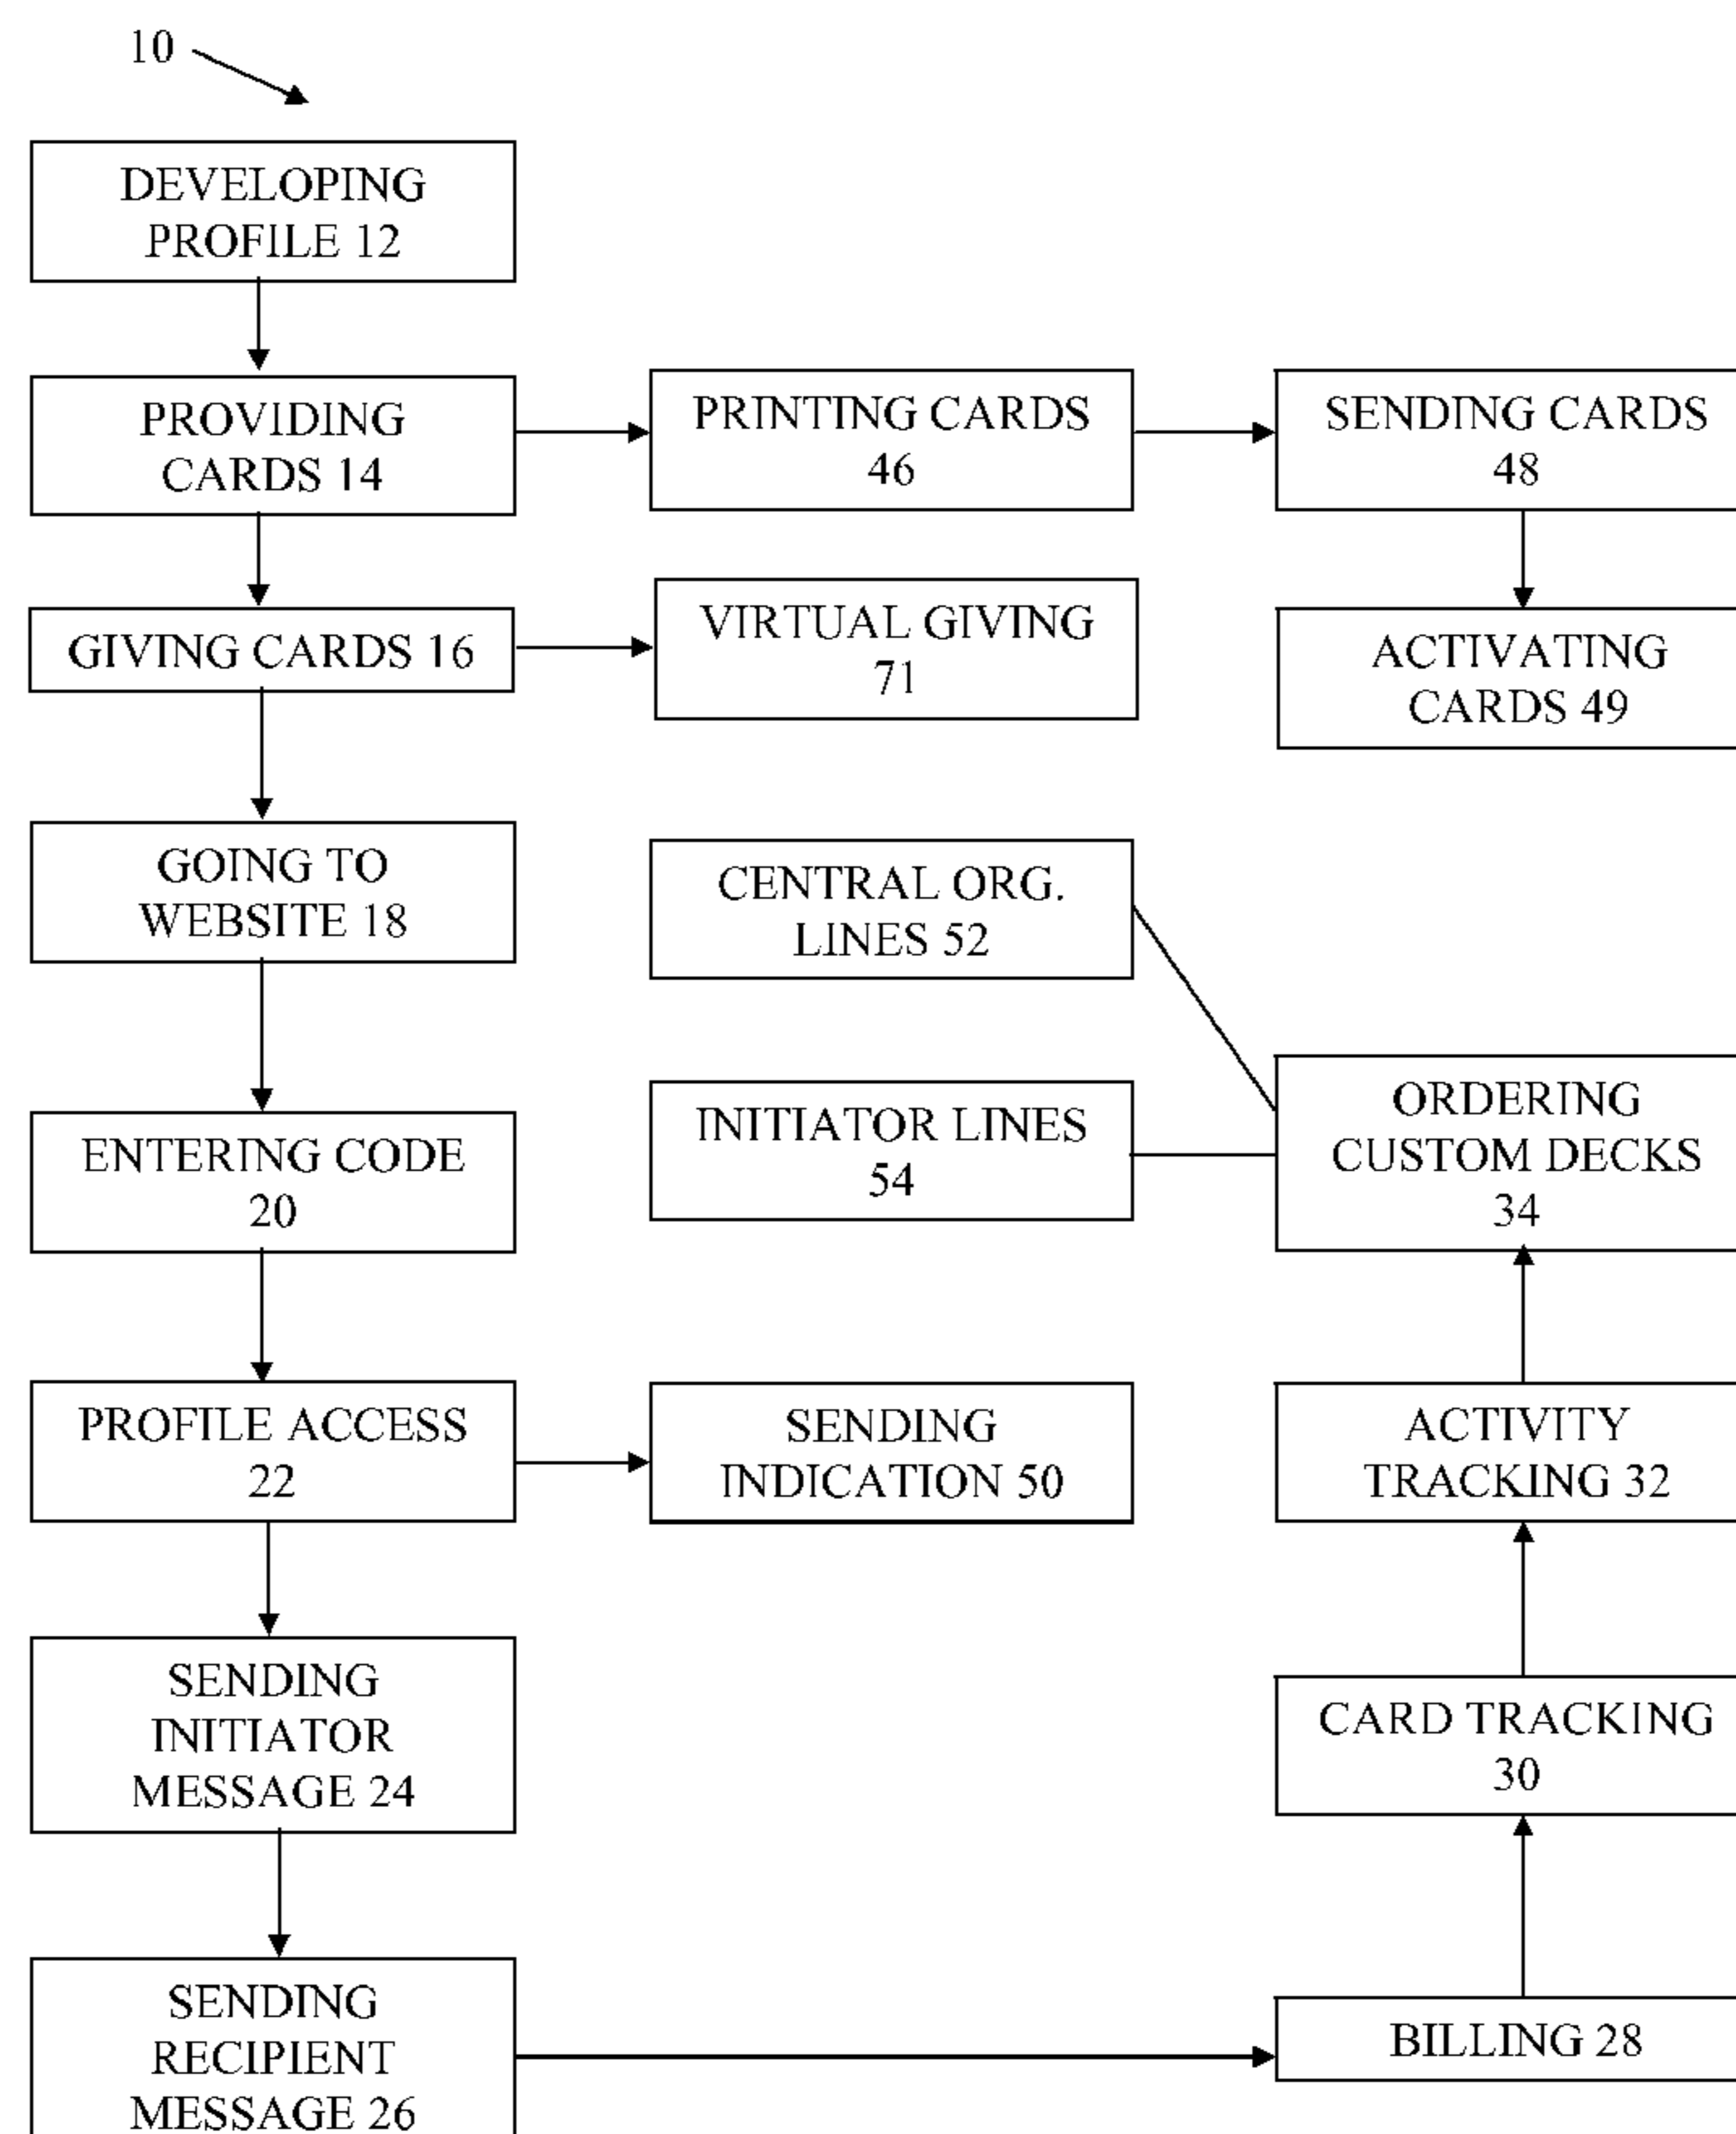 10
DEVELOPING
PROFILE 12
PROVIDING
CARDS 14
PRINTING CARDS
46
SENDING CARDS
48
GIVING CARDS 16
VIRTUAL GIVING
71
ACTIVATING
CARDS 49
GOING TO
WEBSITE 18
CENTRAL ORG.
LINES 52
ENTERING CODE
20
INITIATOR LINES
54
ORDERING
CUSTOM DECKS
34
PROFILE ACCESS
22
SENDING
INDICATION 50
ACTIVITY
TRACKING 32
SENDING
INITIATOR
MESSAGE 24
CARD TRACKING
30
SENDING
RECIPIENT
MESSAGE 26
BILLING 28